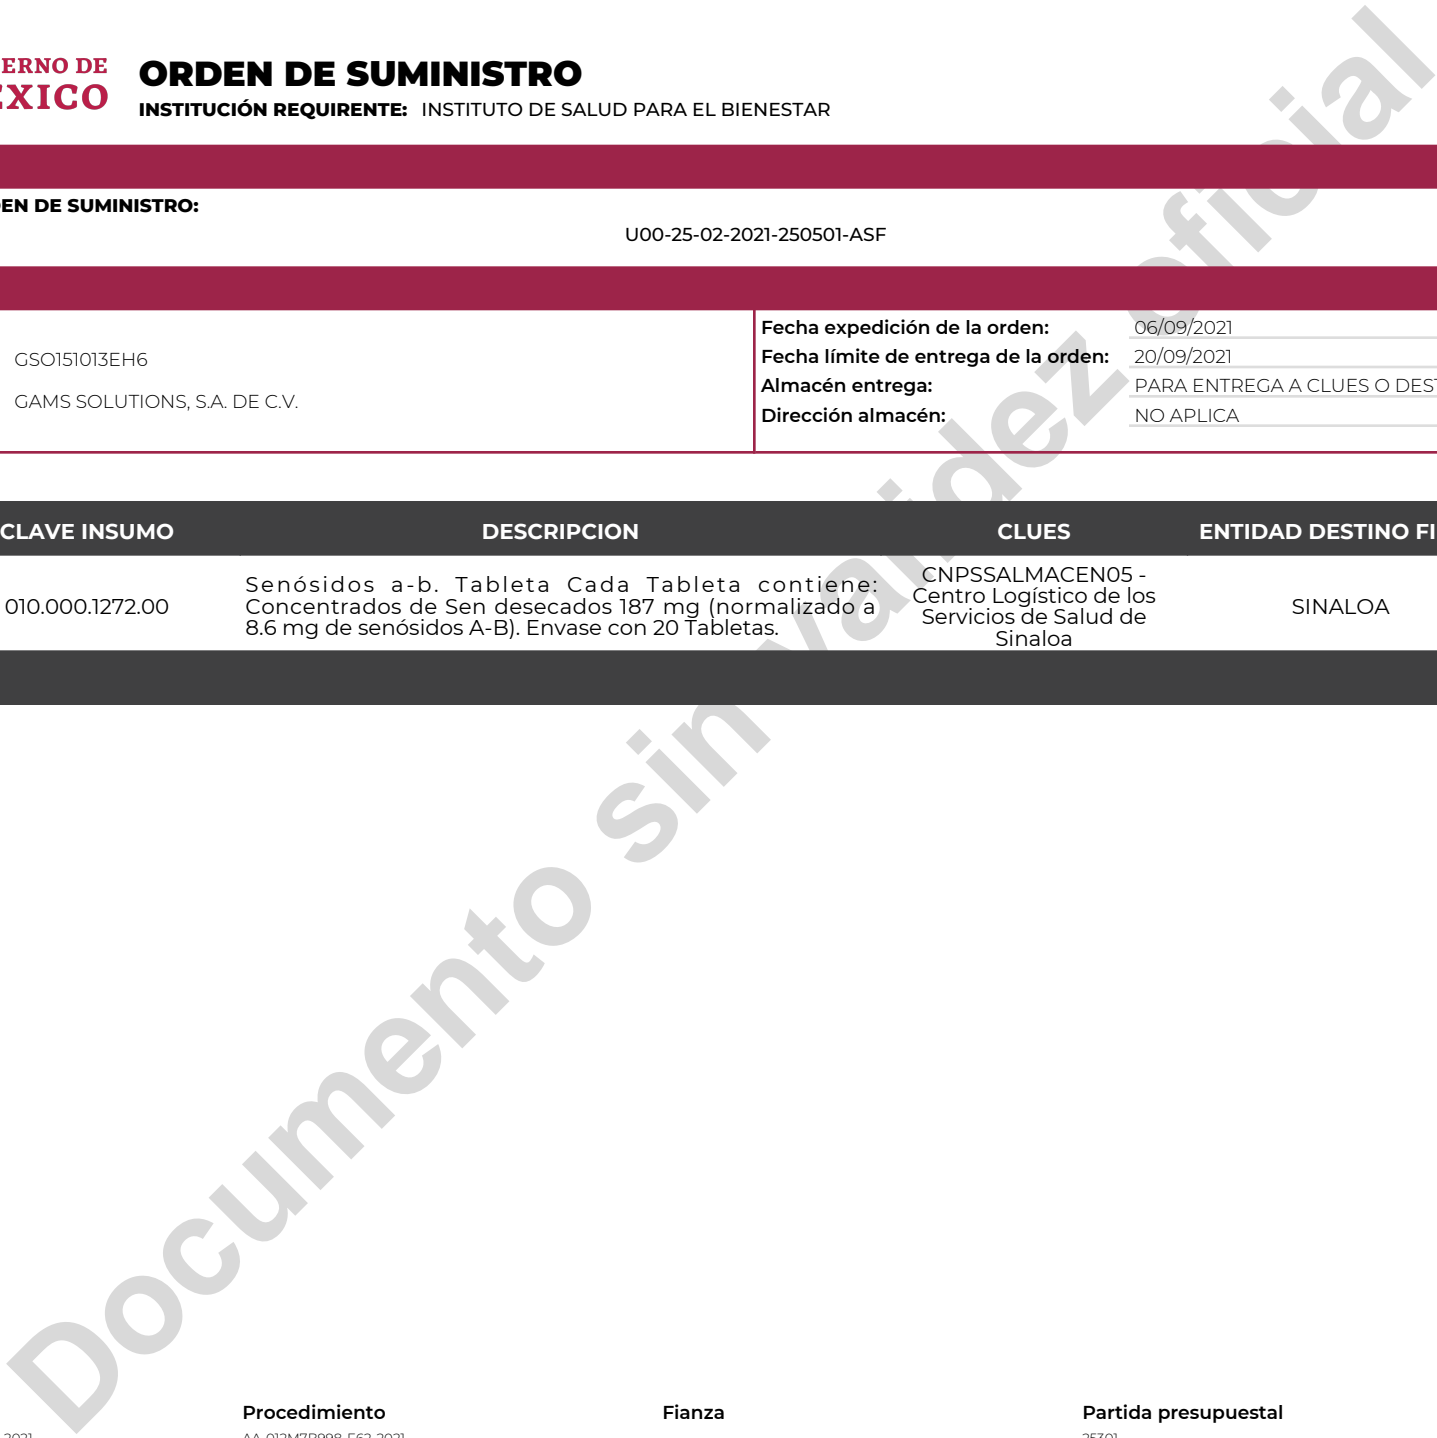 ERNO DE
EXICO
ORDEN DE SUMINISTRO
INSTITUCIÓN REQUIRENTE: INSTITUTO DE SALUD PARA EL BIENESTAR
EN DE SUMINISTRO:
U00-25-02-2021-250501-ASF
GSO151013EH6
GAMS SOLUTIONS, S.A. DE C.V.
Fecha expedición de la orden: 06/09/2021
Fecha límite de entrega de la orden: 20/09/2021
Almacén entrega: PARA ENTREGA A CLUES O DEST
Dirección almacén: NO APLICA
CLAVE INSUMO DESCRIPCION CLUES ENTIDAD DESTINO FI
010.000.1272.00
Senósidos a-b. Tableta Cada Tableta contiene:
Concentrados de Sen desecados 187 mg (normalizado a
8.6 mg de senósidos A-B). Envase con 20 Tabletas.
CNPSSALMACEN05 -
Centro Logístico de los
Servicios de Salud de
Sinaloa
SINALOA
Documento sin validez oficial
Procedimiento Fianza Partida presupuestal